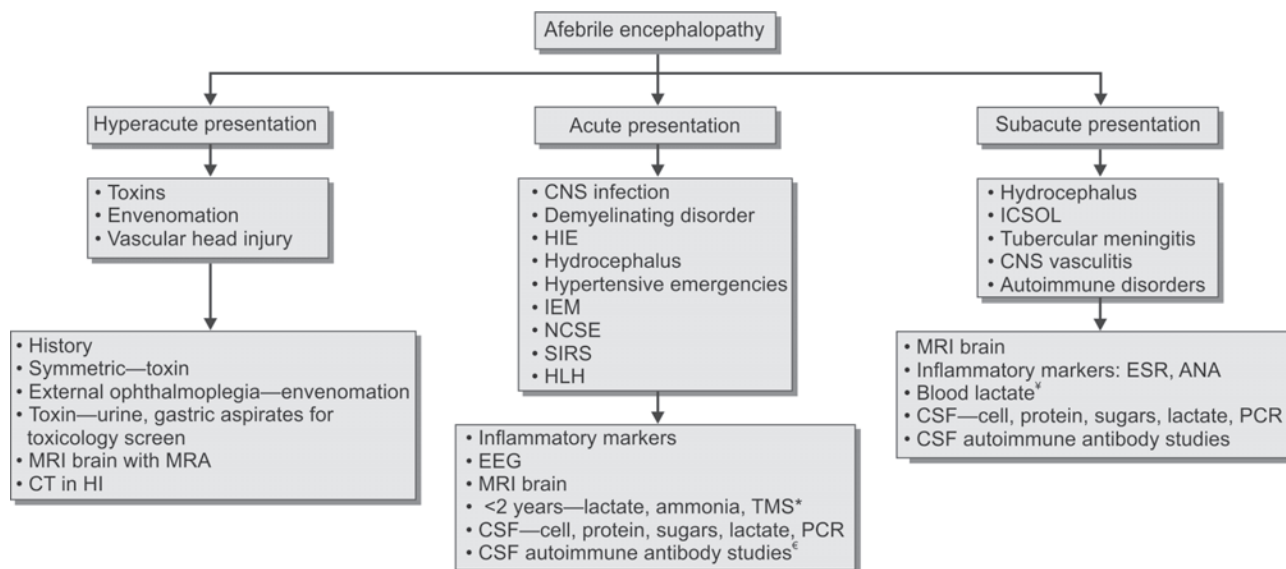 Afebrile encephalopathy
Hyperacute presentation
• Toxins
• Envenomation
• Vascular head injury
• History
• Symmetric—toxin
• External ophthalmoplegia—envenomation
• Toxin—urine, gastric aspirates for
toxicology screen
• MRI brain with MRA
• CT in HI
Acute presentation
• CNS infection
• Demyelinating disorder
• HIE
• Hydrocephalus
• Hypertensive emergencies
• IEM
• NCSE
• SIRS
• HLH
• Inflammatory markers
• EEG
• MRI brain
• <2 years—lactate, ammonia, TMS*
• CSF—cell, protein, sugars, lactate, PCR
• CSF autoimmune antibody studies€
Subacute presentation
• Hydrocephalus
• ICSOL
• Tubercular meningitis
• CNS vasculitis
• Autoimmune disorders
• MRI brain
• Inflammatory markers: ESR, ANA
• Blood lactate¥
• CSF—cell, protein, sugars, lactate, PCR
• CSF autoimmune antibody studies